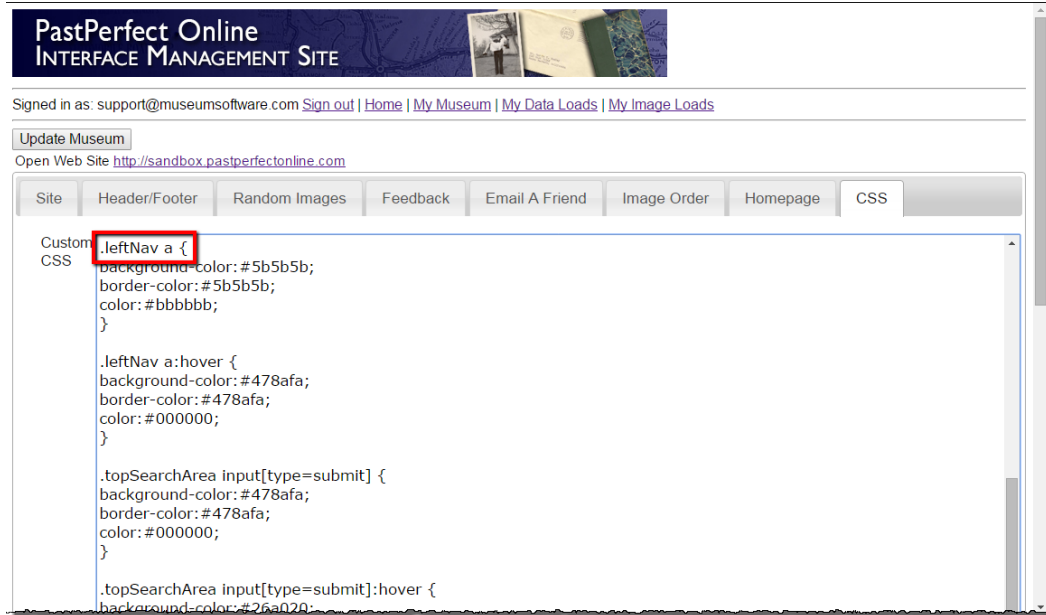 PastPerfect Online
INTERFACE MANAGEMENT SITE
Signed in as: support@museumsoftware.com Sign out | Home | My Museum | My Data Loads | My Image Loads
Update Museum
Open Web Site http://sandbox.pastperfectonline.com
Site Header/Footer Random Images Feedback Email A Friend Image Order Homepage CSS
Custom CSS
.leftNav a {
background-color:#5b5b5b;
border-color:#5b5b5b;
color:#bbbbbb;
}
.leftNav a:hover {
background-color:#478afa;
border-color:#478afa;
color:#000000;
}
.topSearchArea input[type=submit] {
background-color:#478afa;
border-color:#478afa;
color:#000000;
}
.topSearchArea input[type=submit]:hover {
background-color:#26a020;